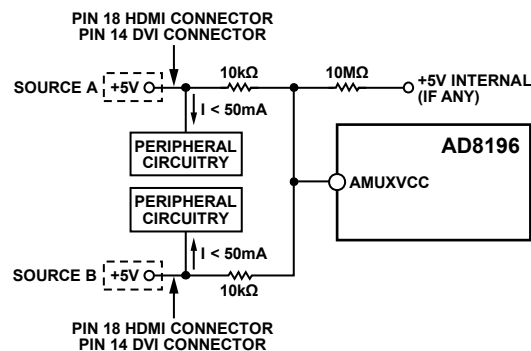 PIN 18 HDMI CONNECTOR
PIN 14 DVI CONNECTOR
SOURCE A
+5V
10kΩ
10MΩ
+5V INTERNAL
(IF ANY)
I < 50mA
PERIPHERAL
CIRCUITRY
AD8196
AMUXVCC
PERIPHERAL
CIRCUITRY
I < 50mA
SOURCE B
+5V
10kΩ
PIN 18 HDMI CONNECTOR
PIN 14 DVI CONNECTOR